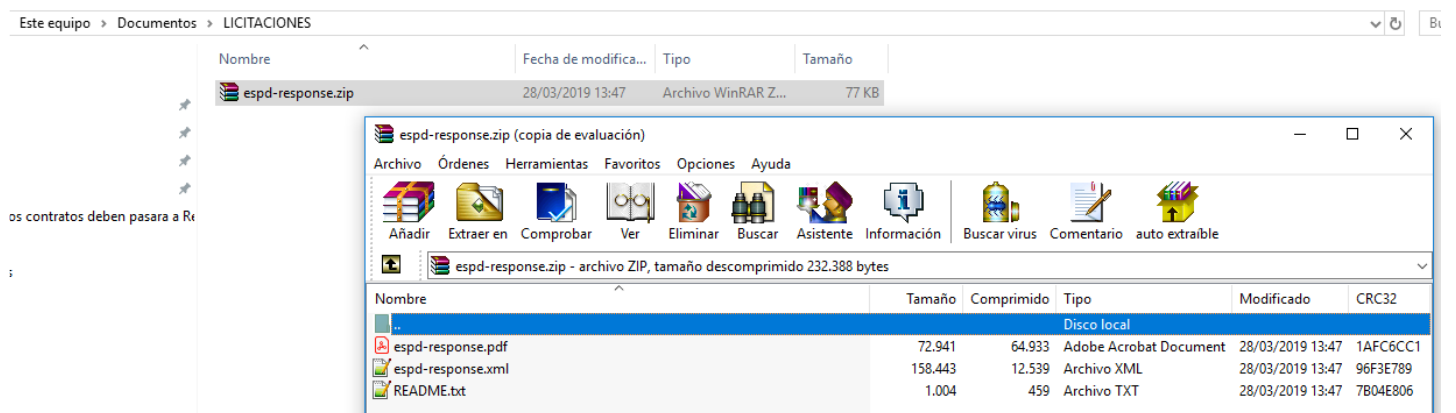 Este equipo > Documentos > LICITACIONES
Nombre Fecha de modifica... Tipo Tamaño
espd-response.zip 28/03/2019 13:47 Archivo WinRAR Z... 77 KB
espd-response.zip (copia de evaluación)
Archivo Órdenes Herramientas Favoritos Opciones Ayuda
Añadir Extraer en Comprobar Ver Eliminar Buscar Asistente Información Buscar virus Comentario auto extraíble
os contratos deben pasara a Re
espd-response.zip - archivo ZIP, tamaño descomprimido 232.388 bytes
Nombre Tamaño Comprimido Tipo Modificado CRC32
.. Disco local
espd-response.pdf 72.941 64.933 Adobe Acrobat Document 28/03/2019 13:47 1AFC6CC1
espd-response.xml 158.443 12.539 Archivo XML 28/03/2019 13:47 96F3E789
README.txt 1.004 459 Archivo TXT 28/03/2019 13:47 7B04E806